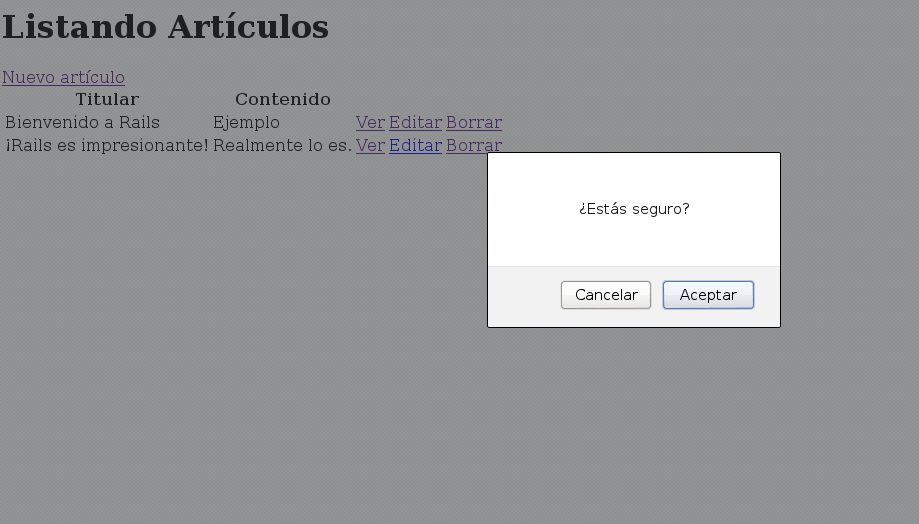 Listando Artículos
Nuevo artículo
Titular Contenido
Bienvenido a Rails Ejemplo Ver Editar Borrar
¡Rails es impresionante! Realmente lo es. Ver Editar Borrar
¿Estás seguro?
Cancelar Aceptar